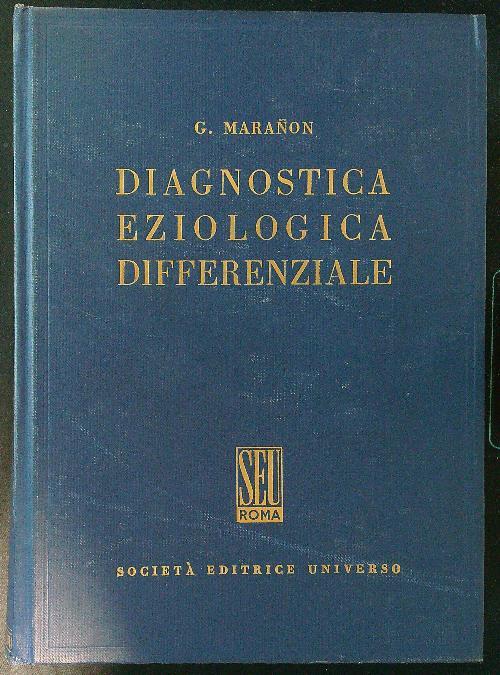 G. MARAÑON
DIAGNOSTICA
EZIOLOGICA
DIFFERENZIALE
SEU
ROMA
SOCIETÀ EDITRICE UNIVERSO